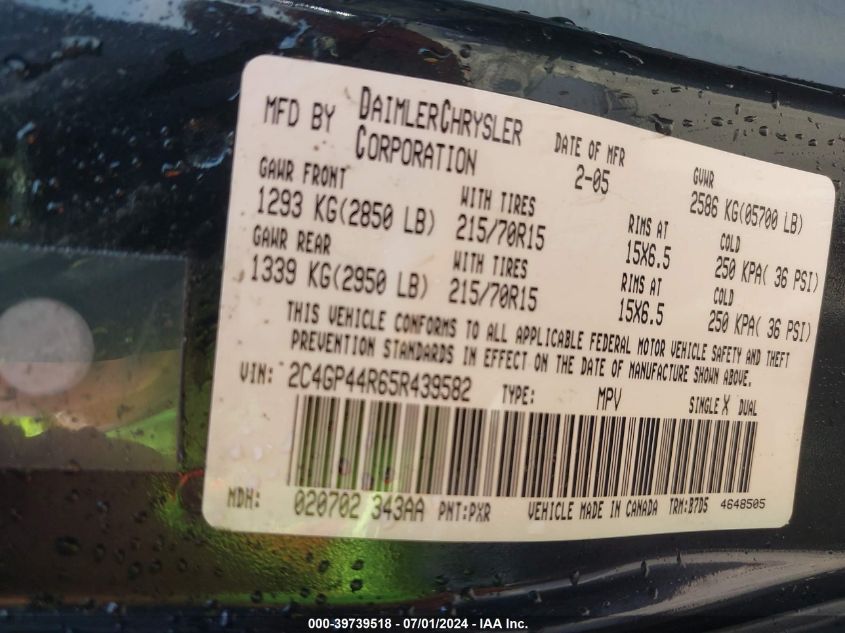 MFD BY DAIMLERCHRYSLER CORPORATION
DATE OF MFR 2-05
GVWR 2586 KG(05700 LB)
GAWR FRONT 1293 KG(2850 LB)
WITH TIRES 215/70R15
RIMS AT 15X6.5
COLD 250 KPA( 36 PSI)
GAWR REAR 1339 KG(2950 LB)
WITH TIRES 215/70R15
RIMS AT 15X6.5
COLD 250 KPA( 36 PSI)
THIS VEHICLE CONFORMS TO ALL APPLICABLE FEDERAL MOTOR VEHICLE SAFETY AND THEFT
PREVENTION STANDARDS IN EFFECT ON THE DATE OF MANUFACTURE SHOWN ABOVE.
VIN: 2C4GP44R65R439582 TYPE: MPV SINGLE X DUAL
MDH: 020702 343AA PNT:PXR VEHICLE MADE IN CANADA TRM:B7D5 4648505
000-39739518 - 07/01/2024 - IAA Inc.